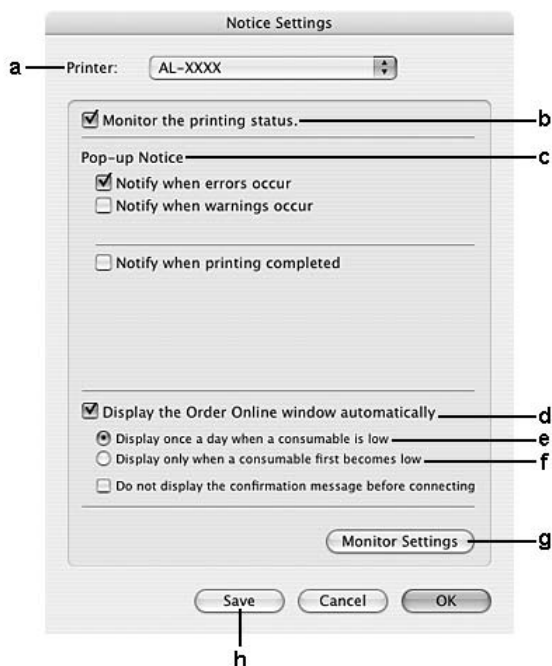 Notice Settings
a Printer: AL-XXXX
Monitor the printing status. b
Pop-up Notice c
Notify when errors occur
Notify when warnings occur
Notify when printing completed
Display the Order Online window automatically d
Display once a day when a consumable is low e
Display only when a consumable first becomes low f
Do not display the confirmation message before connecting
Monitor Settings g
Save Cancel OK
h